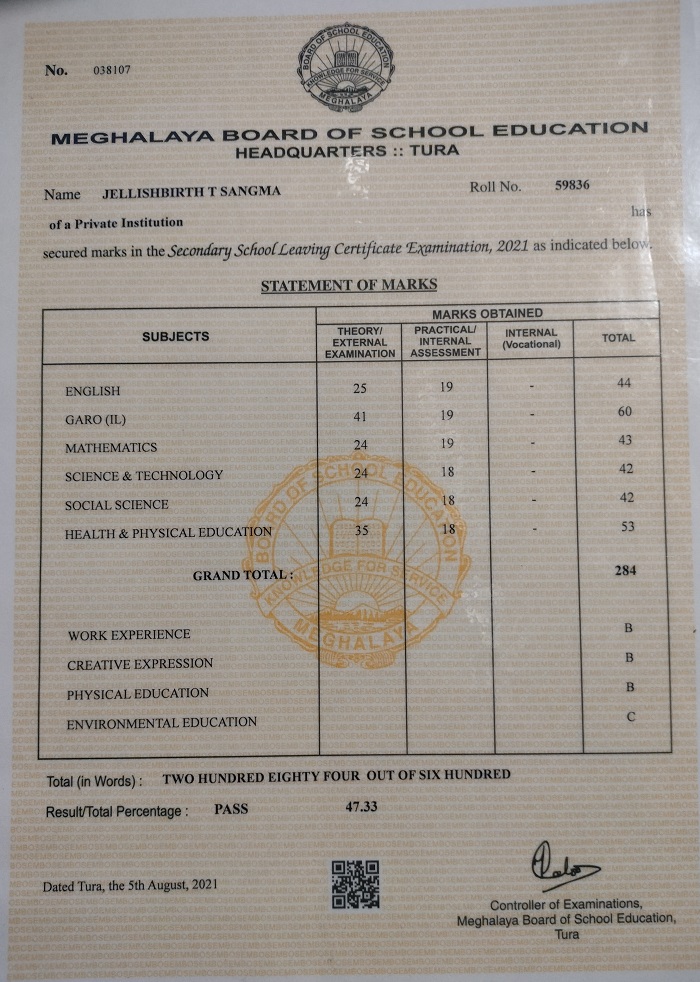 No. 038107
BOARD OF SCHOOL EDUCATION
KNOWLEDGE FOR SERVICE
MEGHALAYA
MEGHALAYA BOARD OF SCHOOL EDUCATION
HEADQUARTERS :: TURA
Name JELLISHBIRTH T SANGMA Roll No. 59836
of a Private Institution has
secured marks in the Secondary School Leaving Certificate Examination, 2021 as indicated below.
STATEMENT OF MARKS
SUBJECTS MARKS OBTAINED
THEORY/ EXTERNAL EXAMINATION PRACTICAL/ INTERNAL ASSESSMENT INTERNAL (Vocational) TOTAL
ENGLISH 25 19 - 44
GARO (IL) 41 19 - 60
MATHEMATICS 24 19 - 43
SCIENCE & TECHNOLOGY 24 18 - 42
SOCIAL SCIENCE 24 18 - 42
HEALTH & PHYSICAL EDUCATION 35 18 - 53
GRAND TOTAL : 284
BOARD OF SCHOOL EDUCATION
KNOWLEDGE FOR SERVICE
MEGHALAYA
WORK EXPERIENCE B
CREATIVE EXPRESSION B
PHYSICAL EDUCATION B
ENVIRONMENTAL EDUCATION C
Total (in Words) : TWO HUNDRED EIGHTY FOUR OUT OF SIX HUNDRED
Result/Total Percentage : PASS 47.33
Dated Tura, the 5th August, 2021
Controller of Examinations,
Meghalaya Board of School Education,
Tura